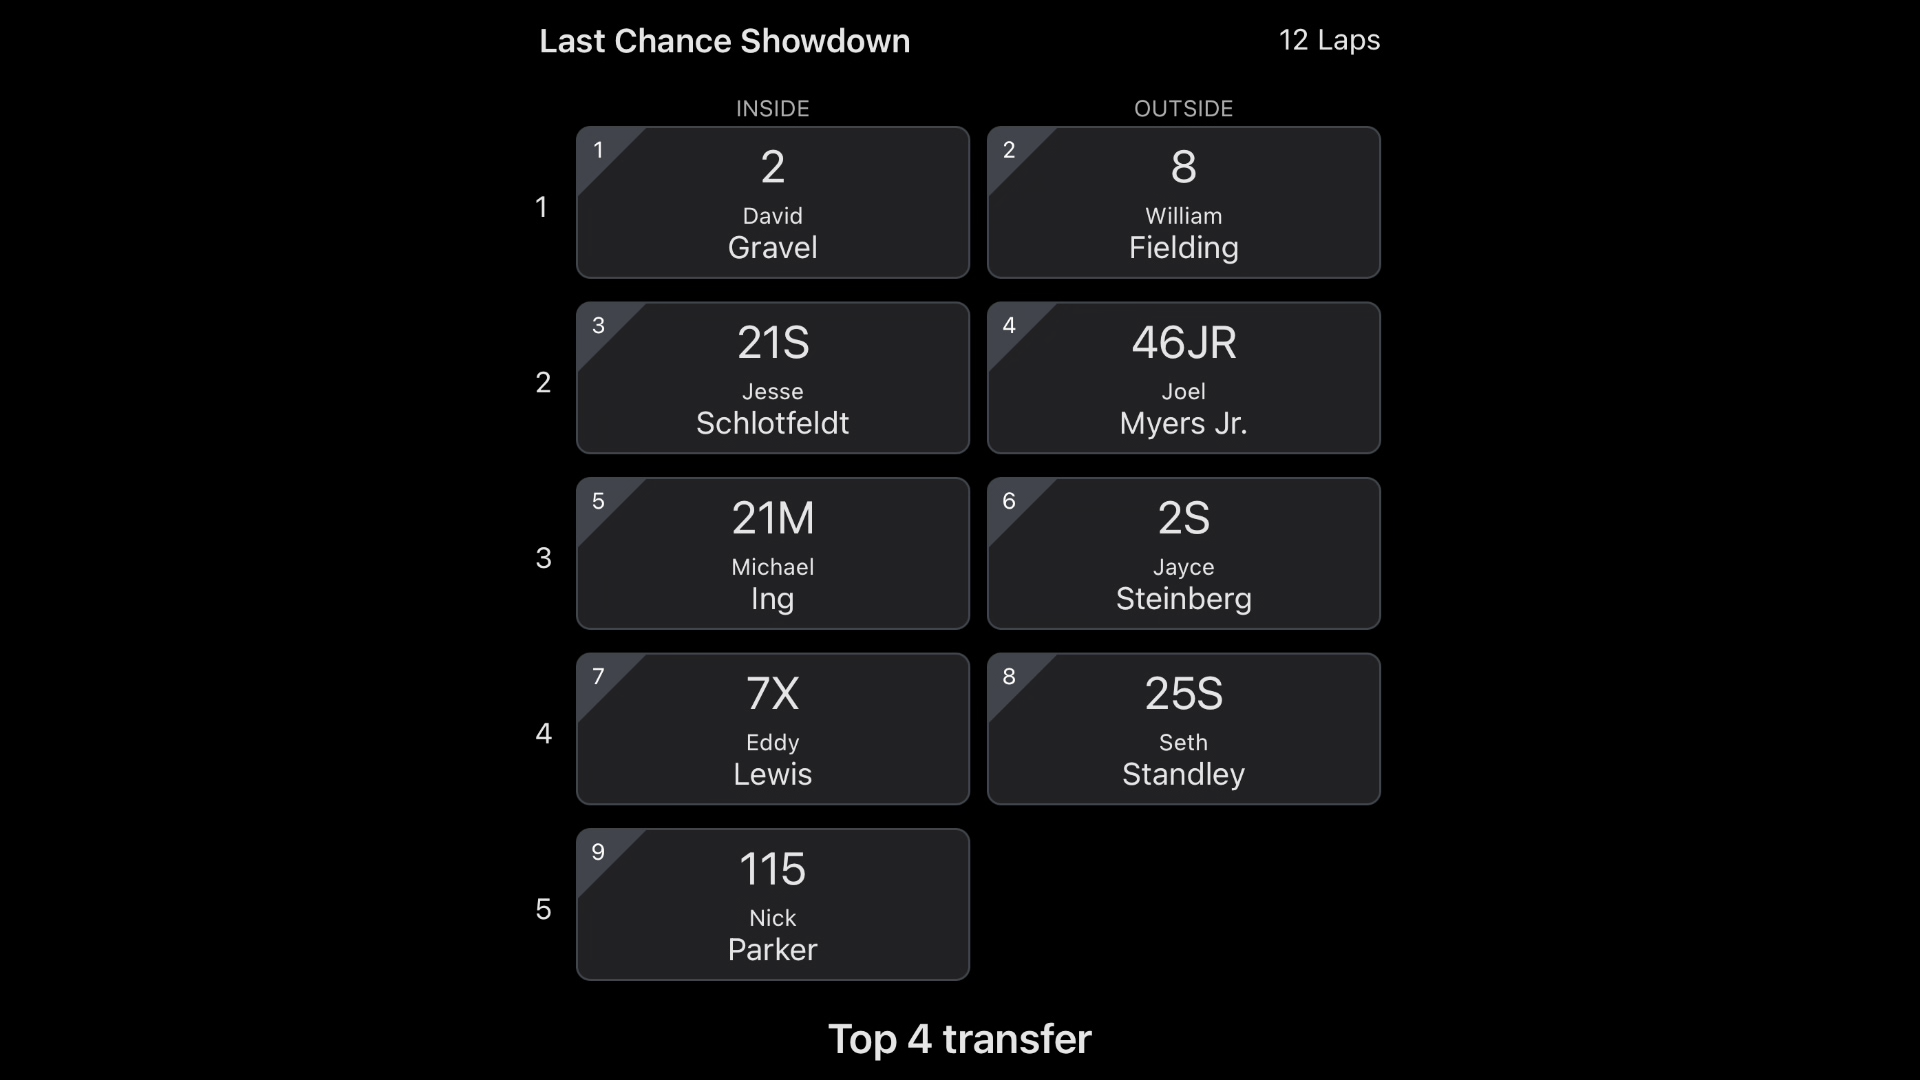 Last Chance Showdown
12 Laps
INSIDE
OUTSIDE
1
1
2
David
Gravel
2
8
William
Fielding
2
3
21S
Jesse
Schlotfeldt
4
46JR
Joel
Myers Jr.
3
5
21M
Michael
Ing
6
2S
Jayce
Steinberg
4
7
7X
Eddy
Lewis
8
25S
Seth
Standley
5
9
115
Nick
Parker
Top 4 transfer